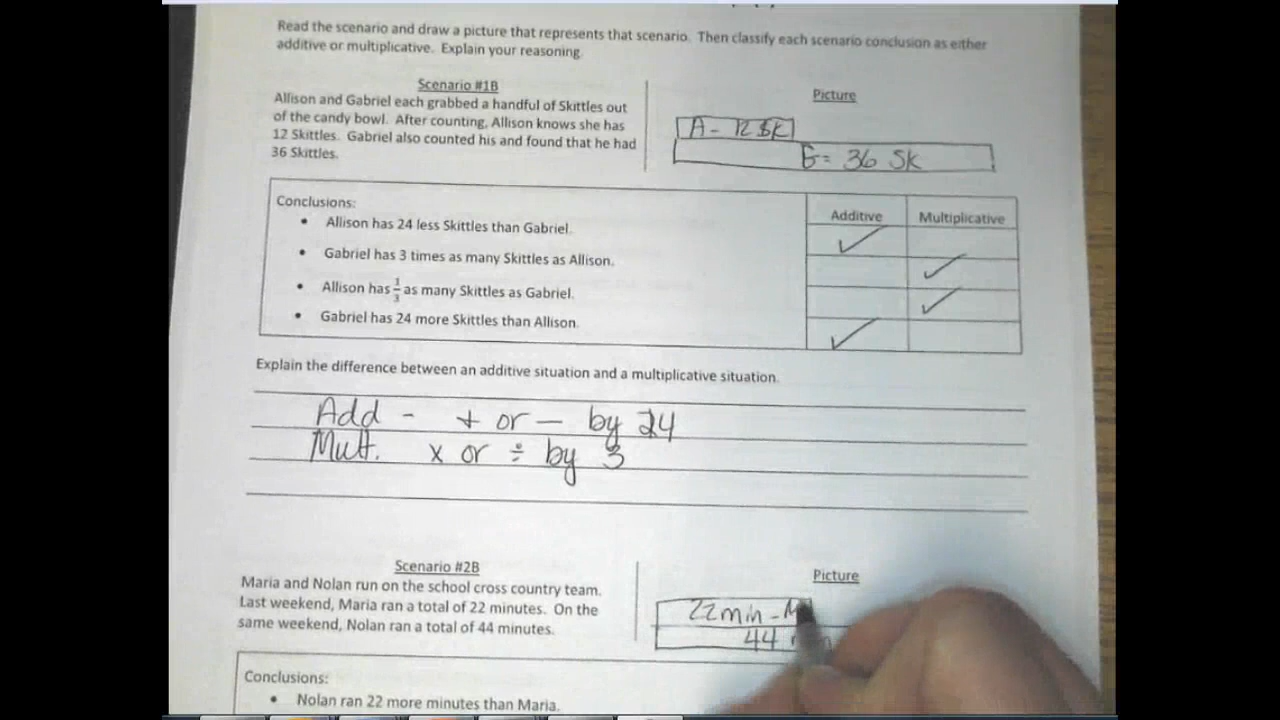 Read the scenario and draw a picture that represents that scenario. Then classify each scenario conclusion as either
additive or multiplicative. Explain your reasoning.
Scenario #1B
Allison and Gabriel each grabbed a handful of Skittles out
of the candy bowl. After counting, Allison knows she has
12 Skittles. Gabriel also counted his and found that he had
36 Skittles.
Picture
A - 12 SK
G = 36 SK
Conclusions:
Additive Multiplicative
• Allison has 24 less Skittles than Gabriel. ✓
• Gabriel has 3 times as many Skittles as Allison. ✓
• Allison has 1/3 as many Skittles as Gabriel. ✓
• Gabriel has 24 more Skittles than Allison. ✓
Explain the difference between an additive situation and a multiplicative situation.
Add - + or — by 24
Mult. x or ÷ by 3
Scenario #2B
Maria and Nolan run on the school cross country team.
Last weekend, Maria ran a total of 22 minutes. On the
same weekend, Nolan ran a total of 44 minutes.
Picture
22 min - M
44
Conclusions:
• Nolan ran 22 more minutes than Maria.